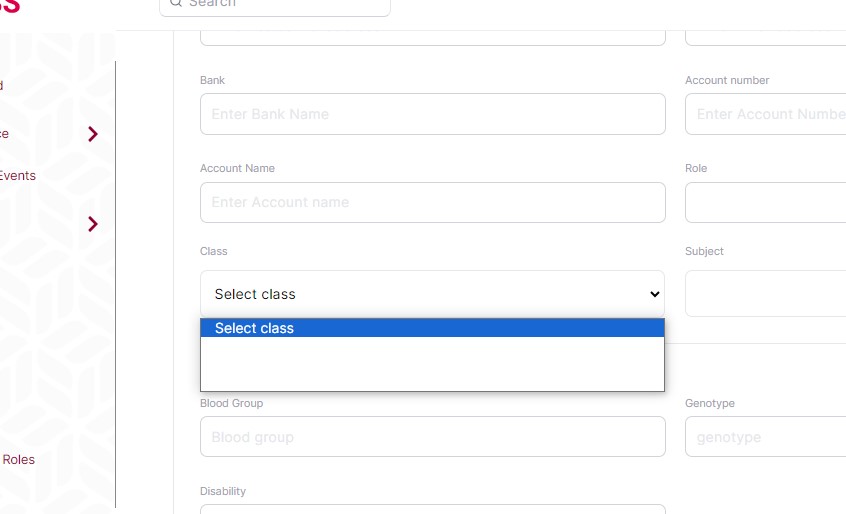 Search
Bank
Account number
Enter Bank Name
Enter Account Numbe
Account Name
Role
Enter Account name
Events
Class
Subject
Select class
Select class
Blood Group
Genotype
Blood group
genotype
Roles
Disability